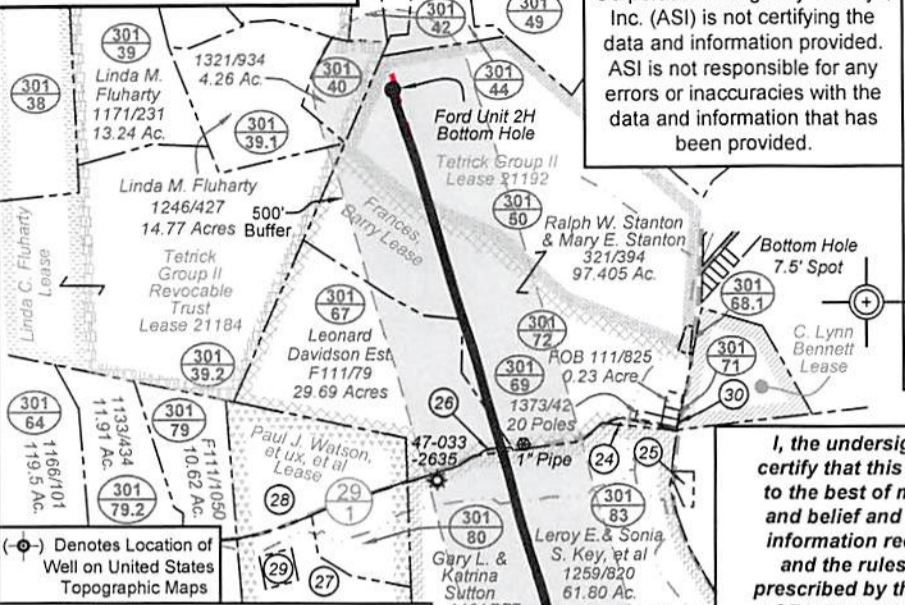 301
38
301
39
Linda M.
Fluharty
1171/231
13.24 Ac.
1321/934
4.26 Ac.
301
39.1
301
40
301
42
301
49
301
44
Inc. (ASI) is not certifying the
data and information provided.
ASI is not responsible for any
errors or inaccuracies with the
data and information that has
been provided.
Ford Unit 2H
Bottom Hole
Tetrick Group II
Lease 21192
301
50
Linda M. Fluharty
1246/427
14.77 Acres
500'
Buffer
Frances,
Barry Lease
Ralph W. Stanton
& Mary E. Stanton
321/394
97.405 Ac.
Bottom Hole
7.5' Spot
Linda C. Fluharty
Lease
Tetrick
Group II
Revocable
Trust
Lease 21184
301
39.2
301
67
Leonard
Davidson Est
F111/79
29.69 Acres
301
68.1
301
72
301
71
C. Lynn
Bennett
Lease
ROB 111/825
0.23 Acre
301
69
1373/42
20 Poles
30
26
1" Pipe
24
25
301
64
1166/101
119.5 Ac.
1133/434
11.91 Ac.
301
79.2
301
79
F111/1050
10.62 Ac.
Paul J. Watson,
et ux, et al
Lease
28
29
1
47-033
-2635
301
80
Gary L. &
Katrina
Sutton
301
83
Leroy E. & Sonia
S. Key, et al
1259/820
61.80 Ac.
29
27
Denotes Location of
Well on United States
Topographic Maps
I, the undersig
certify that this
to the best of m
and belief and
information re
and the rules
prescribed by th